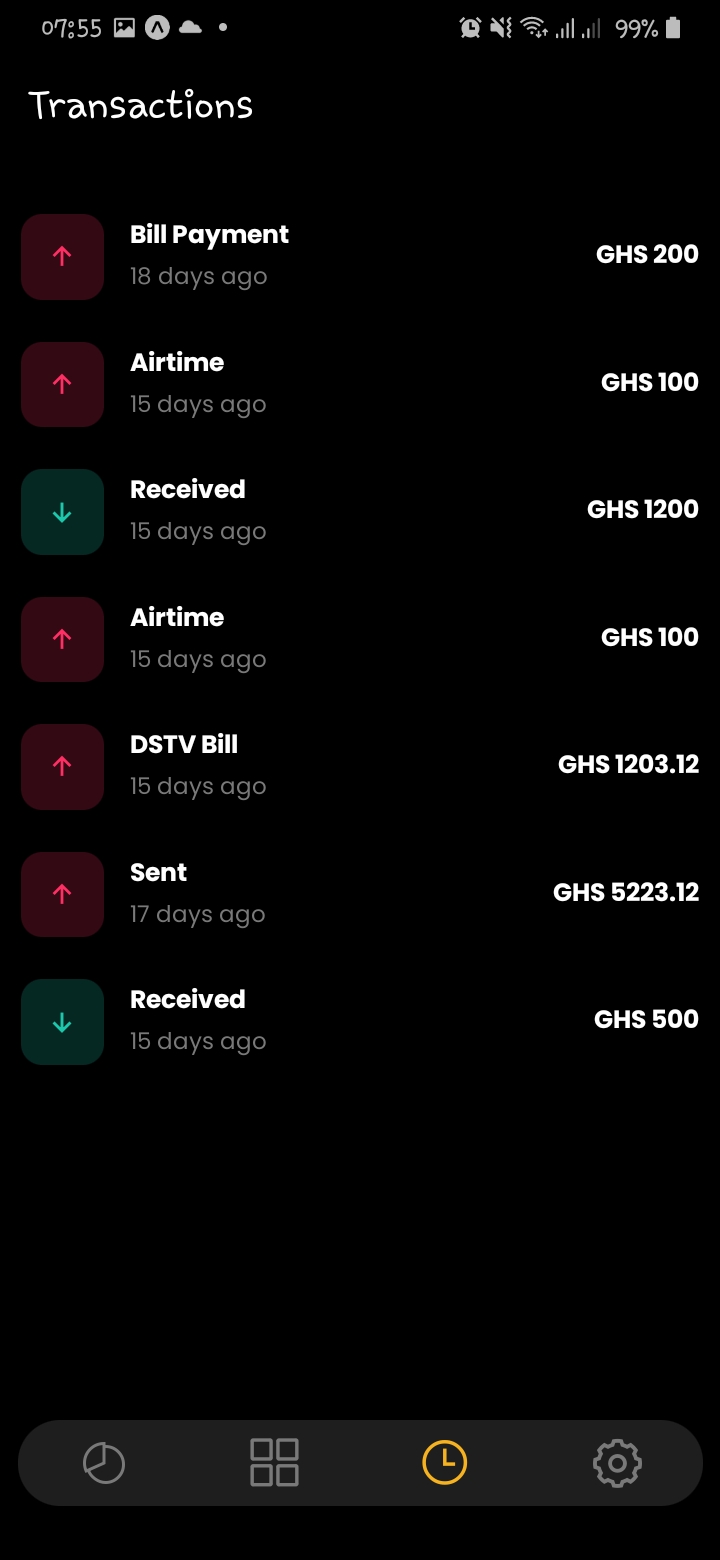 07:55
99%
Transactions
Bill Payment
18 days ago
GHS 200
Airtime
15 days ago
GHS 100
Received
15 days ago
GHS 1200
Airtime
15 days ago
GHS 100
DSTV Bill
15 days ago
GHS 1203.12
Sent
17 days ago
GHS 5223.12
Received
15 days ago
GHS 500